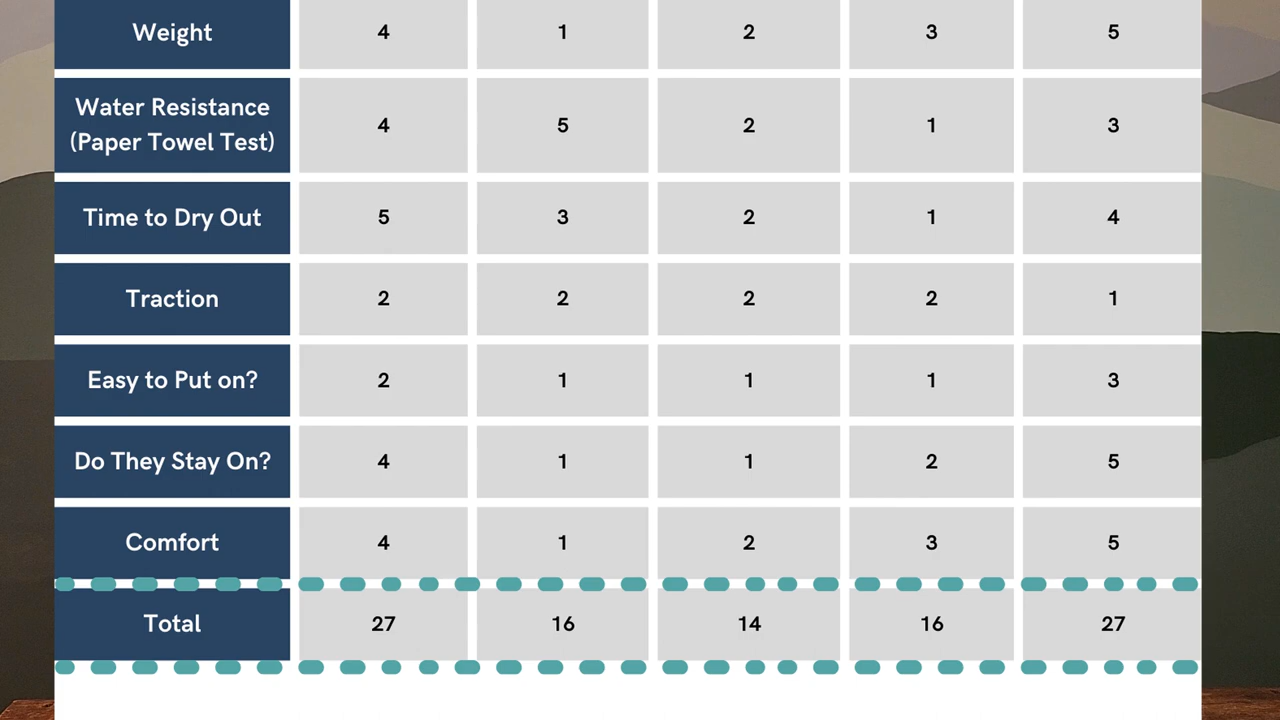 Weight 4 1 2 3 5
Water Resistance
(Paper Towel Test) 4 5 2 1 3
Time to Dry Out 5 3 2 1 4
Traction 2 2 2 2 1
Easy to Put on? 2 1 1 1 3
Do They Stay On? 4 1 1 2 5
Comfort 4 1 2 3 5
Total 27 16 14 16 27